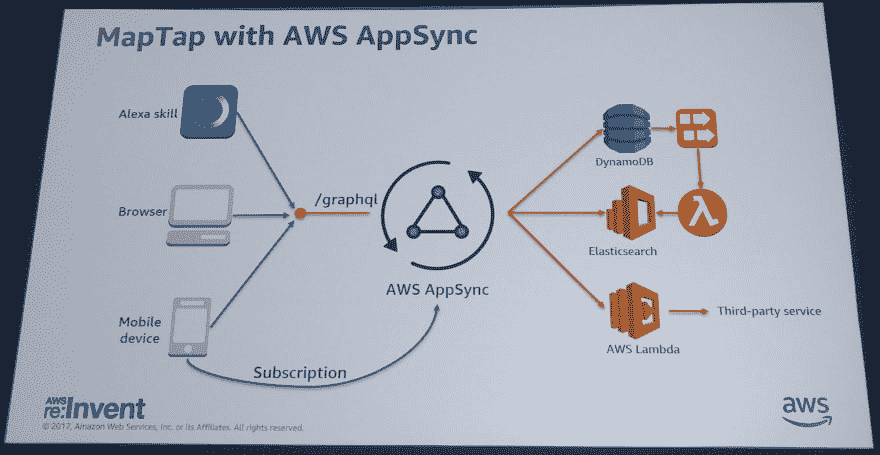 MapTap with AWS AppSync
Alexa skill
Browser
Mobile
device
/graphql
AWS AppSync
Subscription
DynamoDB
λ
Elasticsearch
AWS Lambda
Third-party service
AWS
re:Invent
© 2017, Amazon Web Services, Inc. or its Affiliates. All rights reserved.
aws